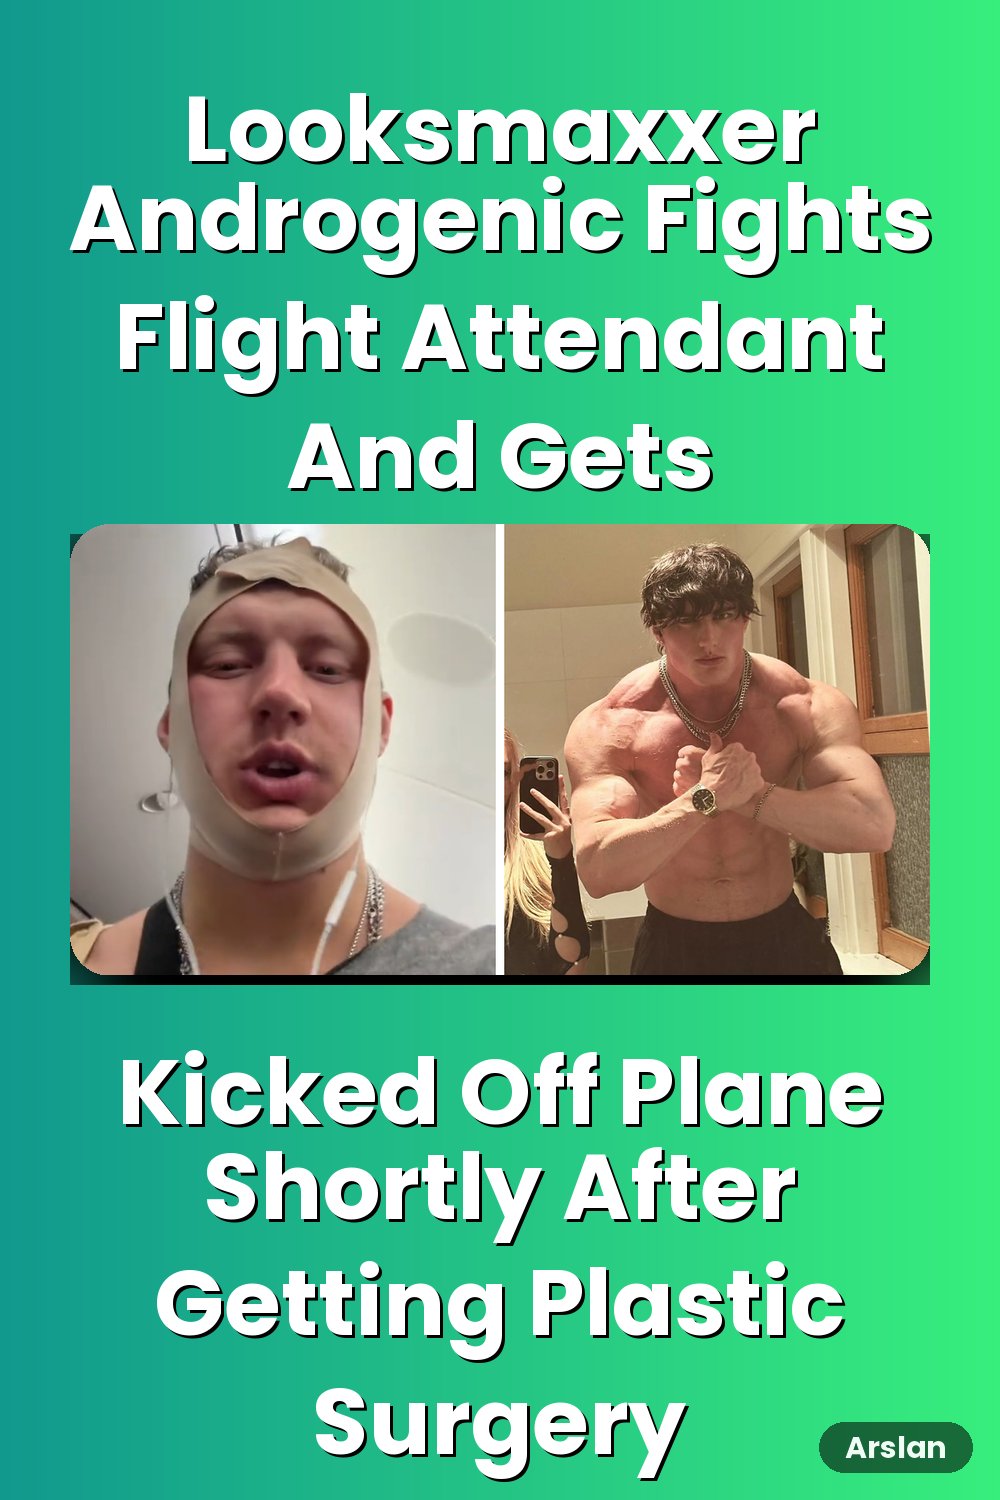 Looksmaxxer
Androgenic Fights
Flight Attendant
And Gets
Kicked Off Plane
Shortly After
Getting Plastic
Surgery
Arslan